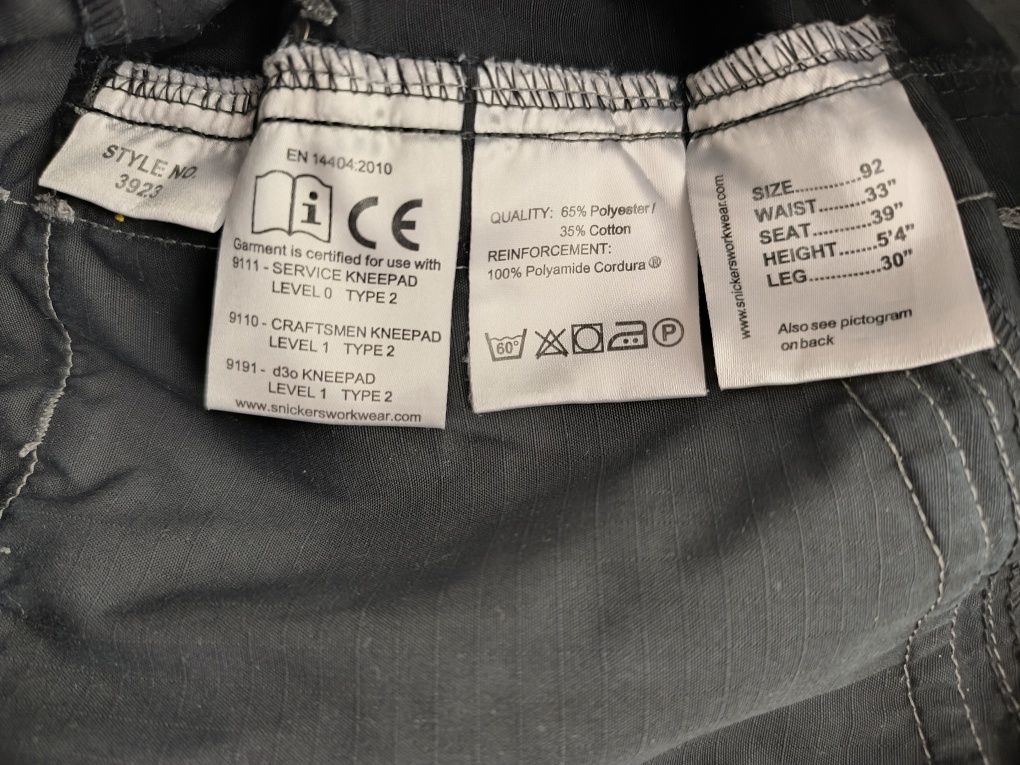 STYLE NO.
3923
EN 14404:2010
i CE
Garment is certified for use with
9111 - SERVICE KNEEPAD
LEVEL 0 TYPE 2
9110 - CRAFTSMEN KNEEPAD
LEVEL 1 TYPE 2
9191 - d3o KNEEPAD
LEVEL 1 TYPE 2
www.snickersworkwear.com
QUALITY: 65% Polyester /
35% Cotton
REINFORCEMENT:
100% Polyamide Cordura ®
60° P
www.snickersworkwear.com
SIZE.............92
WAIST.........33"
SEAT............39"
HEIGHT.......5'4"
LEG............30"
Also see pictogram
on back